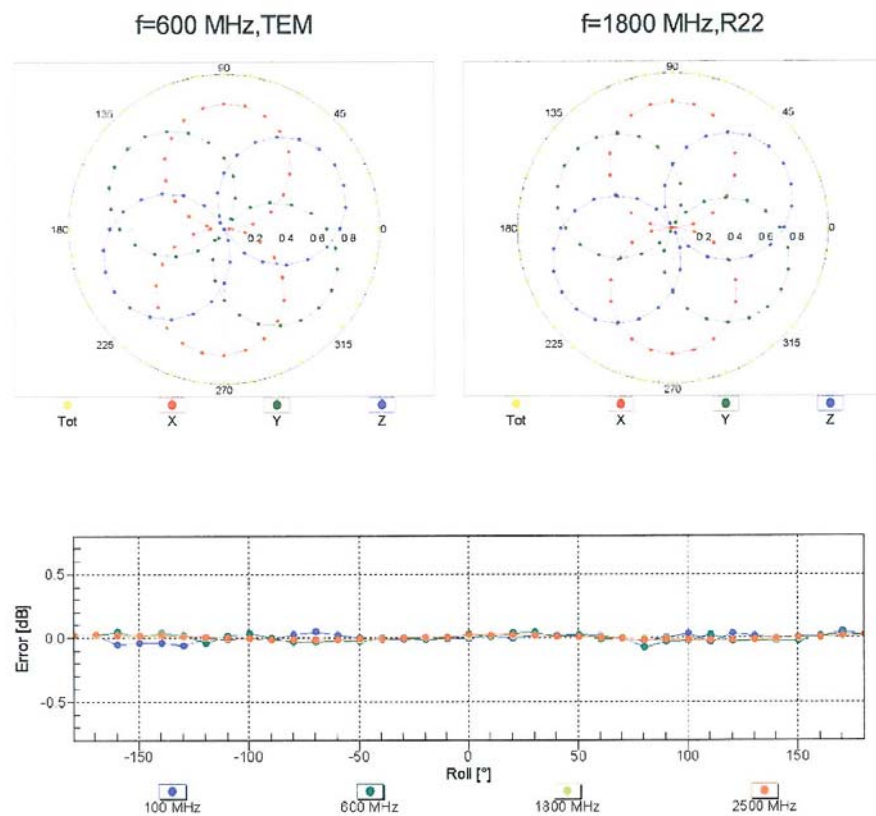 f=600 MHz,TEM
f=1800 MHz,R22
90
135
45
180
0.2 0.4 0.6 0.8
0
225
315
270
Tot X Y Z
90
135
45
180
0.2 0.4 0.6 0.8
0
225
315
270
Tot X Y Z
Error [dB]
0.5
0.0
-0.5
-150 -100 -50 0 50 100 150
Roll [°]
100 MHz 600 MHz 1800 MHz 2500 MHz